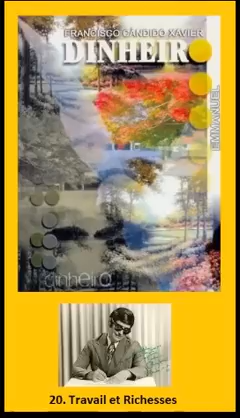 FRANCISCO CÂNDIDO XAVIER
DINHEIRO
EMMANUEL
dinheiro
20. Travail et Richesses